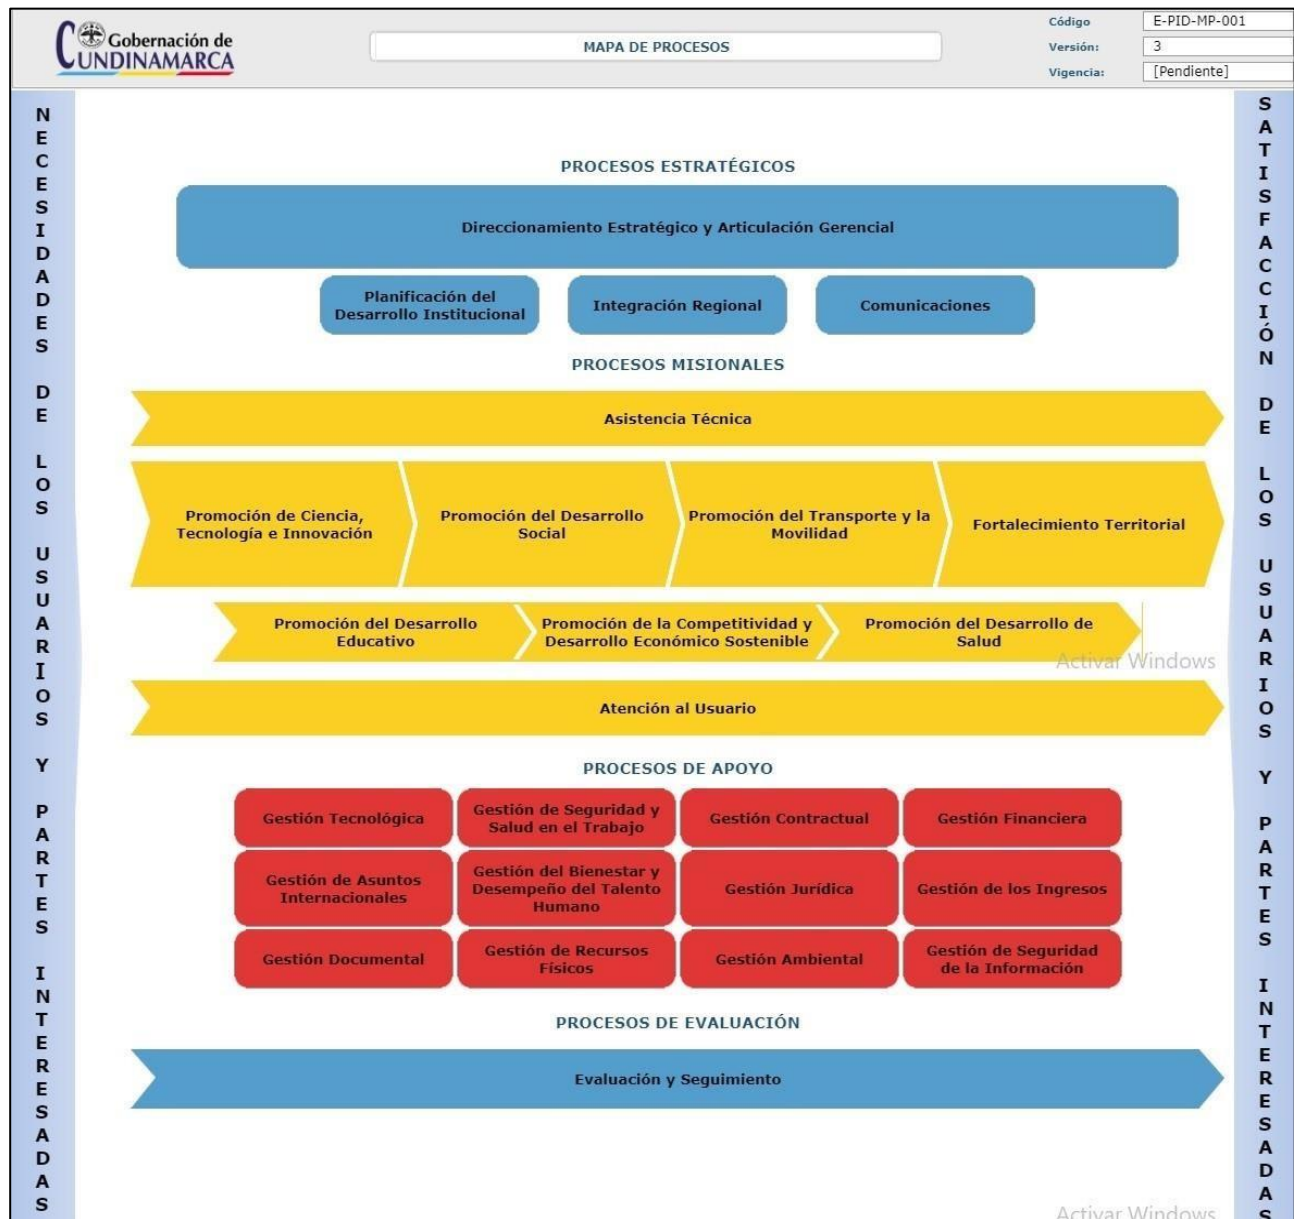 Gobernación de
CUNDINAMARCA
MAPA DE PROCESOS
Código
E-PID-MP-001
Versión:
3
Vigencia:
[Pendiente]
NECESIDADES DE LOS USUARIOS Y PARTES INTERESADAS
PROCESOS ESTRATÉGICOS
Direccionamiento Estratégico y Articulación Gerencial
Planificación del
Desarrollo Institucional
Integración Regional
Comunicaciones
PROCESOS MISIONALES
Asistencia Técnica
Promoción de Ciencia,
Tecnología e Innovación
Promoción del Desarrollo
Social
Promoción del Transporte y la
Movilidad
Fortalecimiento Territorial
Promoción del Desarrollo
Educativo
Promoción de la Competitividad y
Desarrollo Económico Sostenible
Promoción del Desarrollo de
Salud
Activar Windows
Atención al Usuario
PROCESOS DE APOYO
Gestión Tecnológica
Gestión de Seguridad y
Salud en el Trabajo
Gestión Contractual
Gestión Financiera
Gestión de Asuntos
Internacionales
Gestión del Bienestar y
Desempeño del Talento
Humano
Gestión Jurídica
Gestión de los Ingresos
Gestión Documental
Gestión de Recursos
Físicos
Gestión Ambiental
Gestión de Seguridad
de la Información
PROCESOS DE EVALUACIÓN
Evaluación y Seguimiento
Activar Windows
SATISFACCIÓN DE LOS USUARIOS Y PARTES INTERESADAS